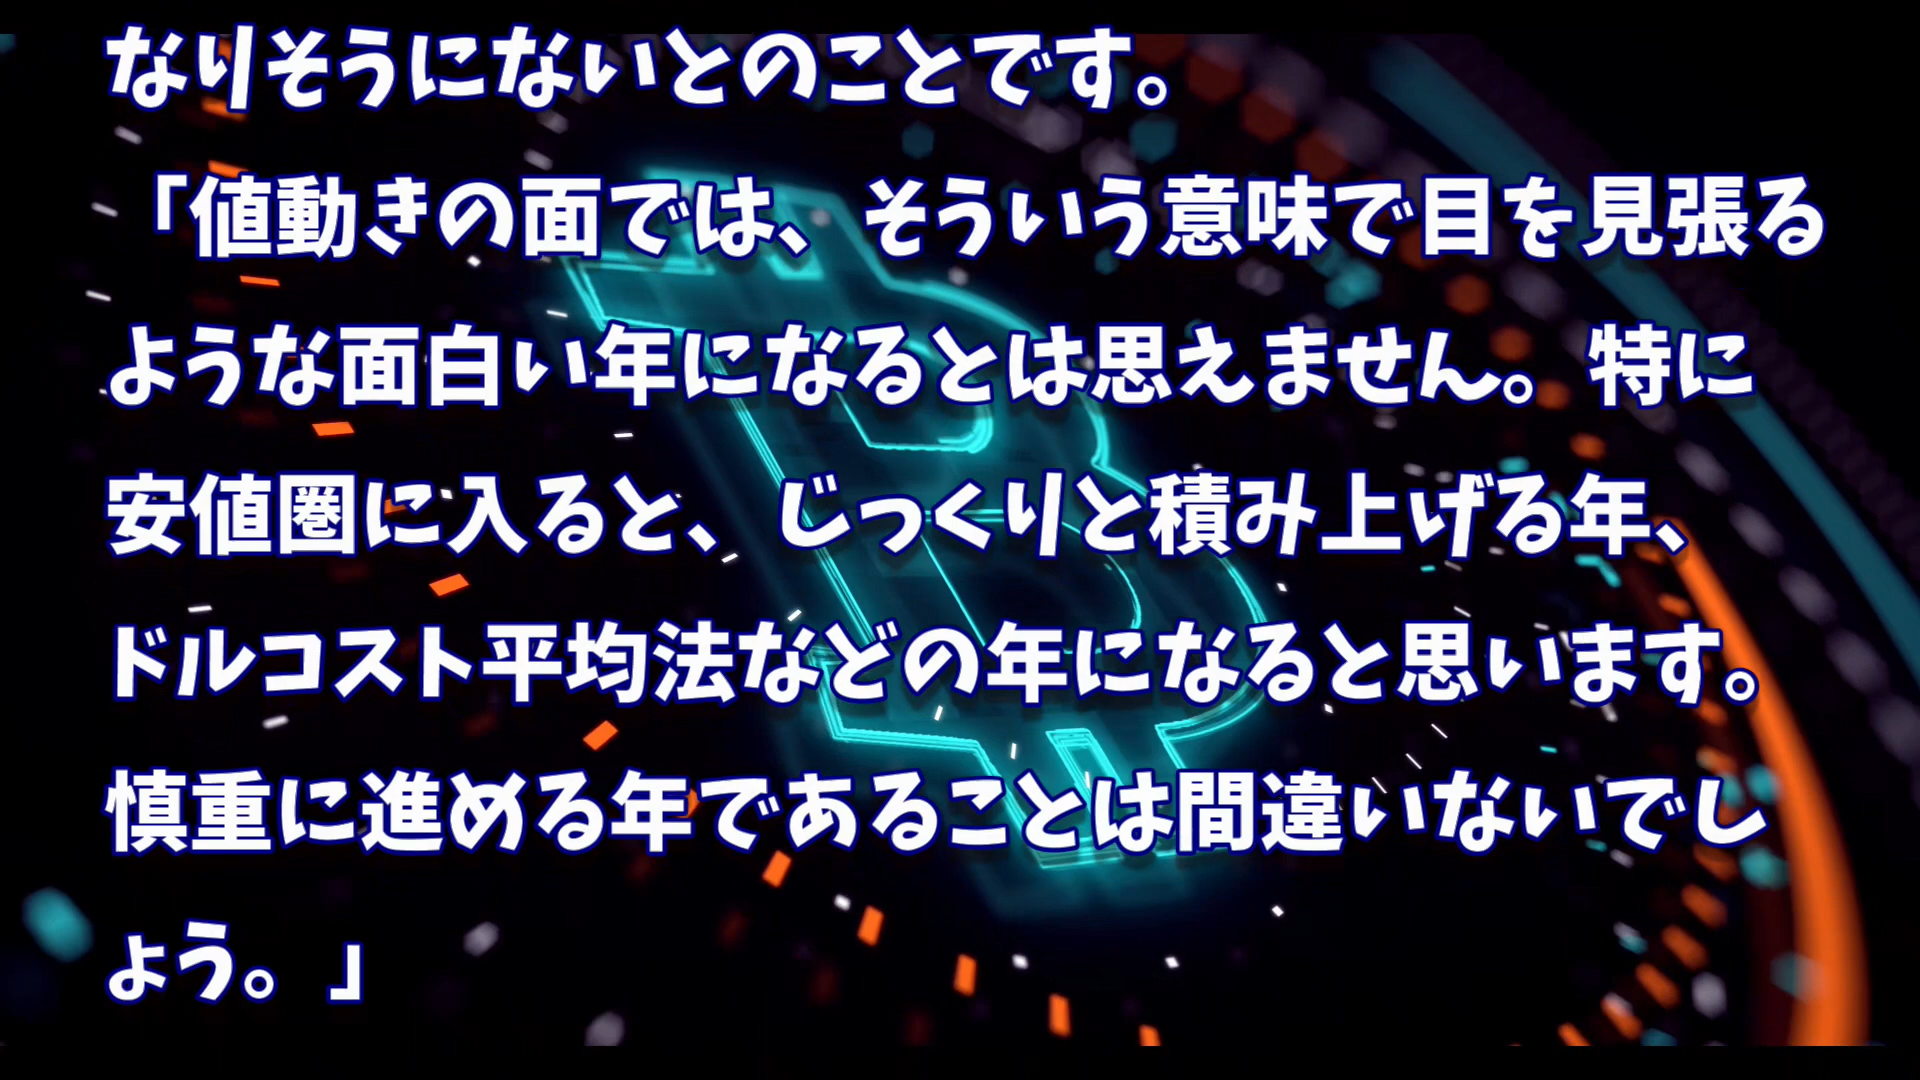 なりそうにないとのことです。
「値動きの面では、そういう意味で目を見張る
ような面白い年になるとは思えません。特に
安値圏に入ると、じっくりと積み上げる年、
ドルコスト平均法などの年になると思います。
慎重に進める年であることは間違いないでし
ょう。」